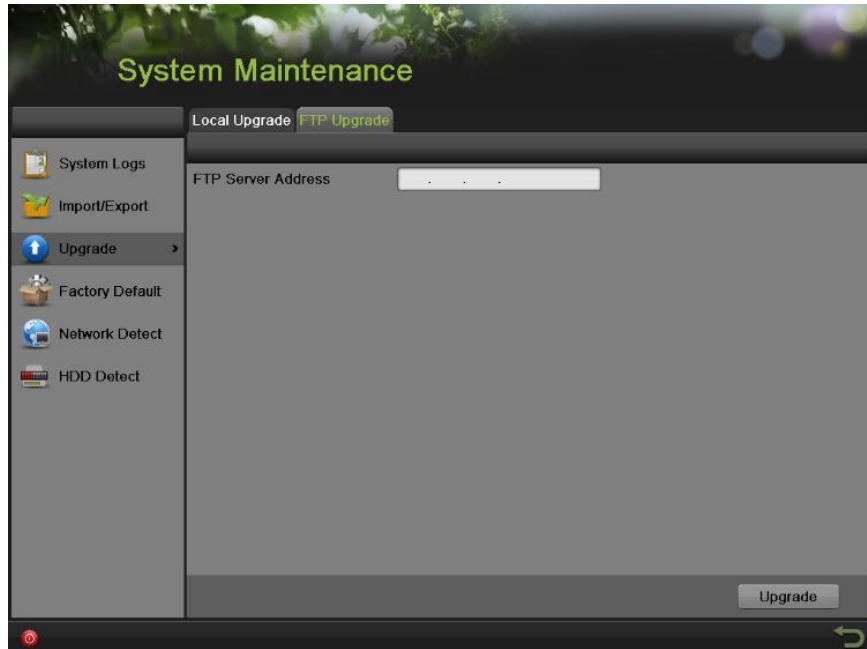 System Maintenance
Local Upgrade FTP Upgrade
System Logs
Import/Export
Upgrade >
Factory Default
Network Detect
HDD Detect
FTP Server Address . . .
Upgrade